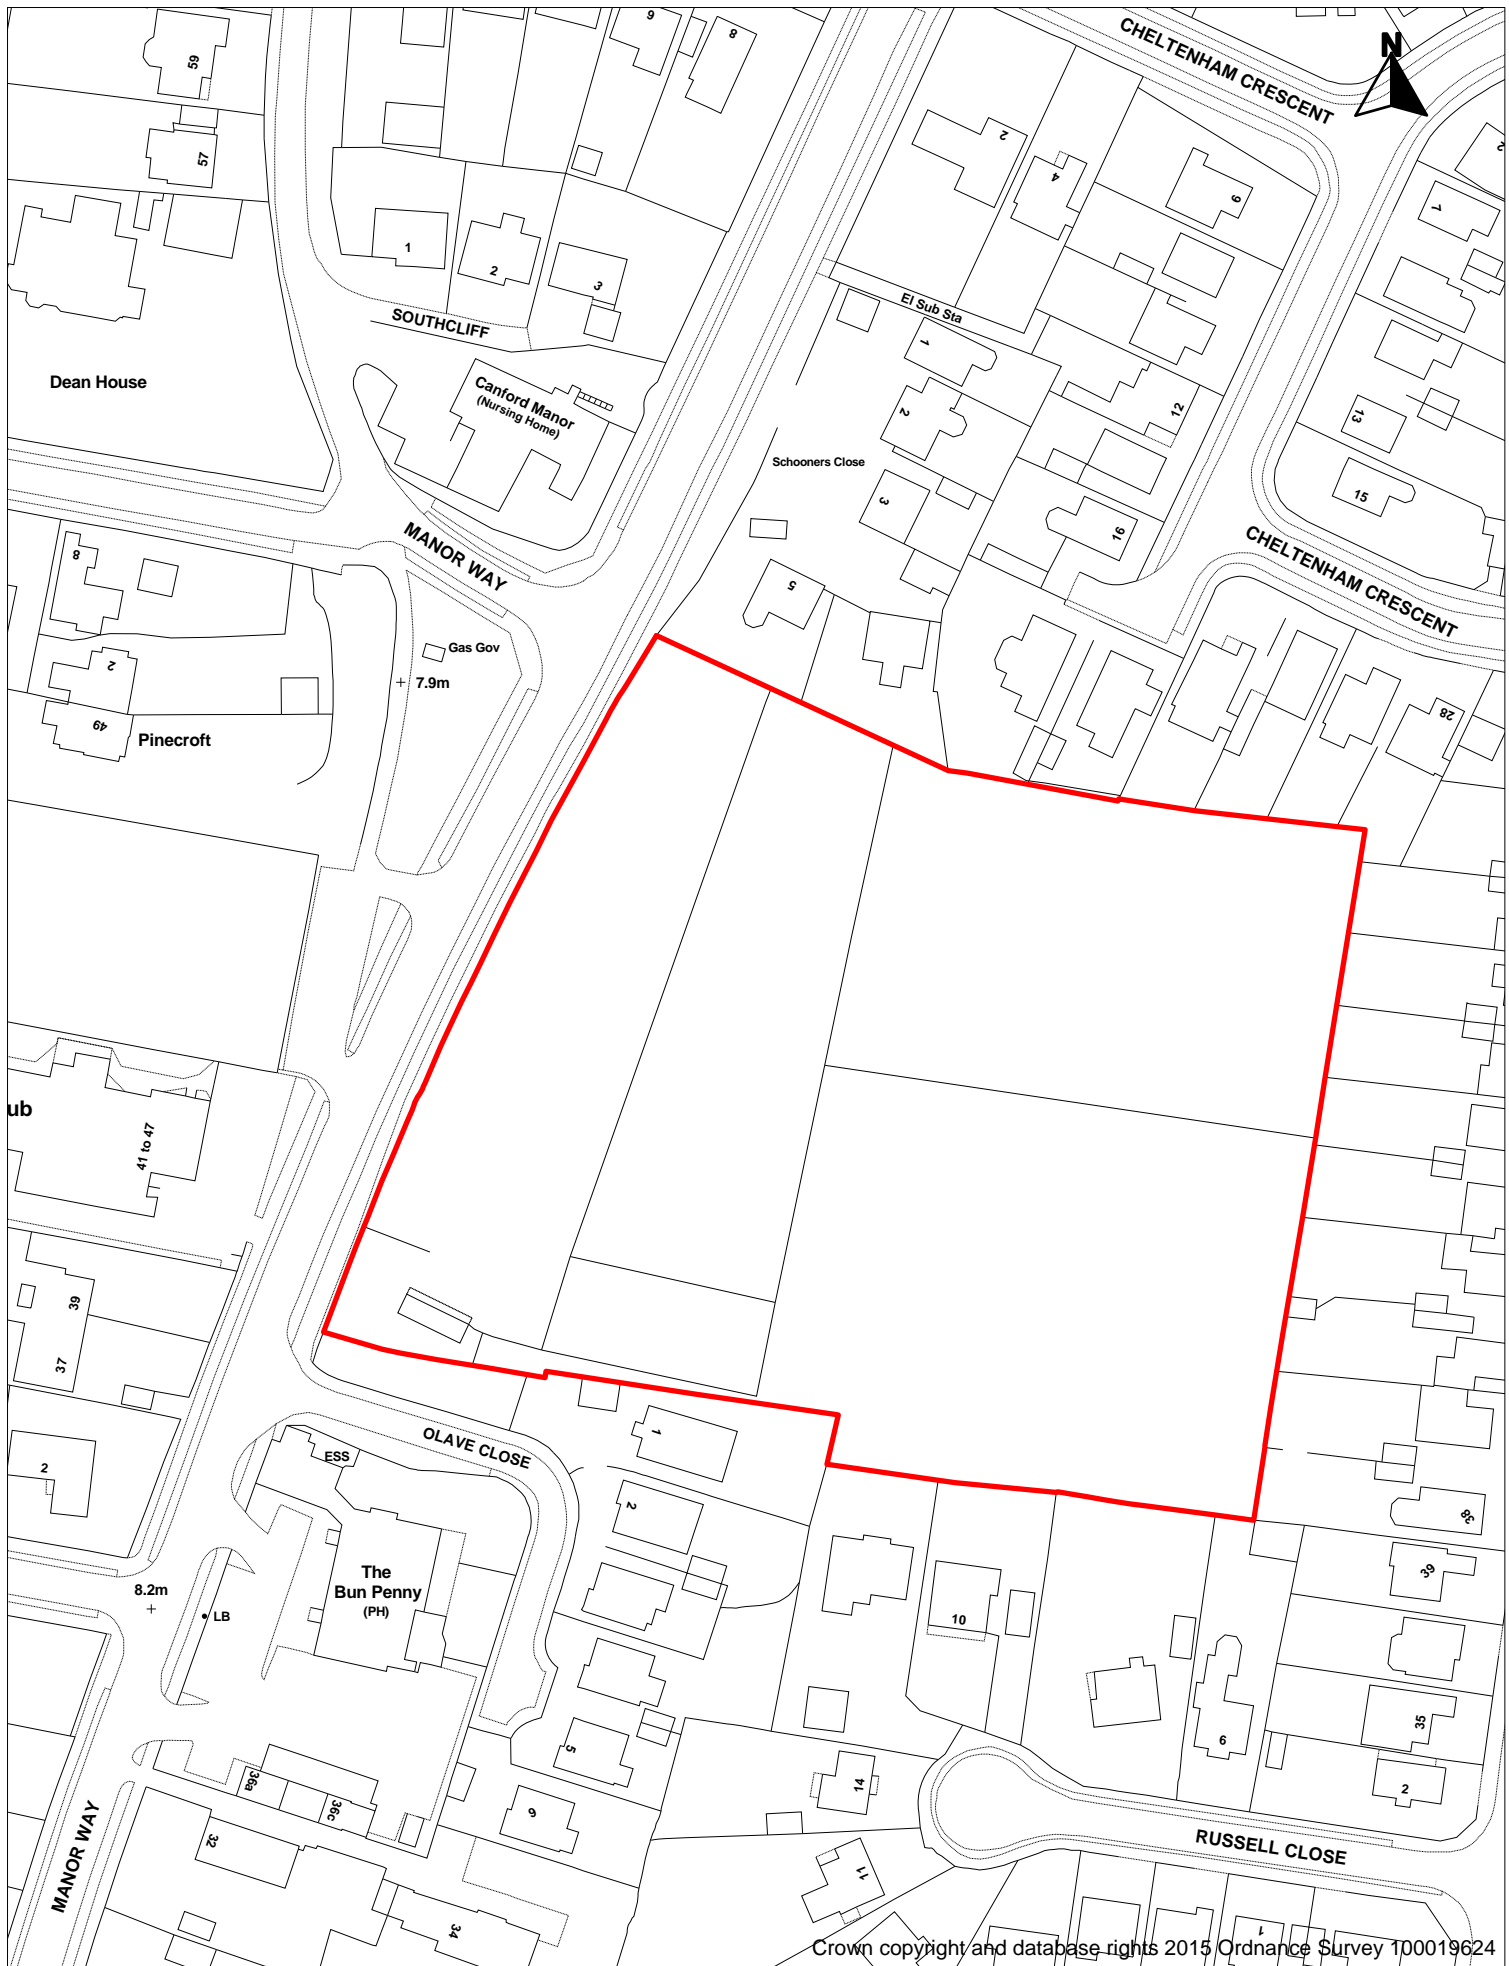 CHELTENHAM CRESCENT
N
59
9
8
57
2
4
6
2
1
1
2
3
El Sub Sta
SOUTHCLIFF
1
Dean House
Canford Manor
(Nursing Home)
2
12
13
Schooners Close
15
3
16
MANOR WAY
CHELTENHAM CRESCENT
8
5
Gas Gov
2
7.9m
28
49
Pinecroft
ub
41 to 47
39
37
OLAVE CLOSE
1
ESS
2
2
38
The
Bun Penny
(PH)
8.2m
LB
39
10
35
6
5
14
2
36a
36c
6
MANOR WAY
32
RUSSELL CLOSE
11
34
1
Crown copyright and database rights 2015 Ordnance Survey 100019624